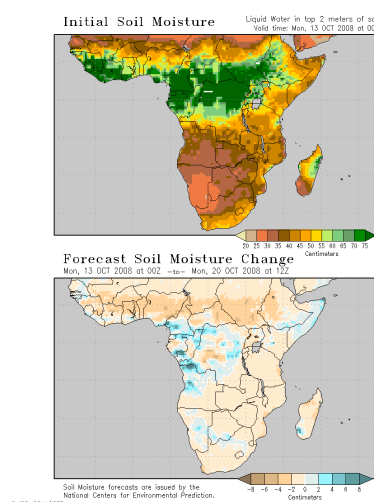 Initial Soil Moisture
Liquid Water in top 2 meters of
Valid time: Mon, 13 OCT 2008 at
20 25 30 35 40 45 50 55 60 65 70 75
Centimeters
Forecast Soil Moisture Change
Mon, 13 OCT 2008 at 00Z -to- Mon, 20 OCT 2008 at 12Z
Soil Moisture forecasts are issued by the
National Centers for Environmental Prediction.
-8 -6 -4 -2 0 2 4 6 8
Centimeters